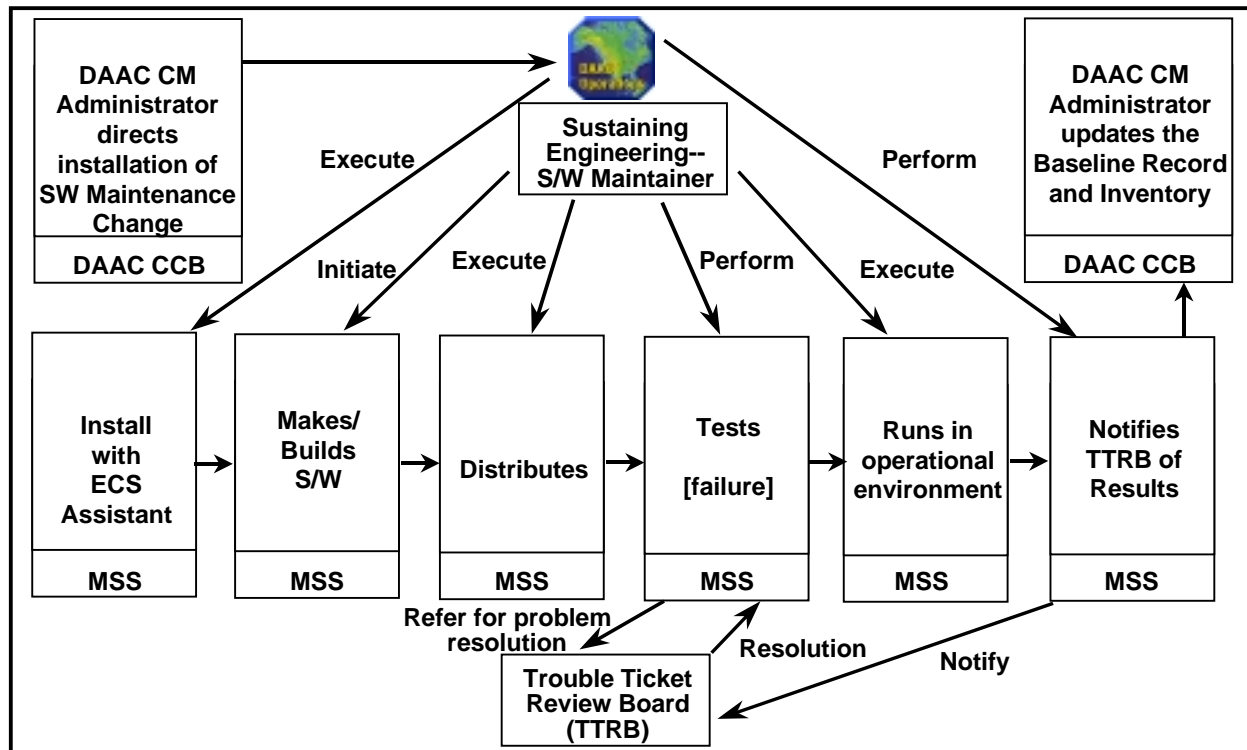 DAAC CM
Administrator
directs
installation of
SW Maintenance
Change
DAAC CCB
DAAC
Operations
Sustaining
Engineering--
S/W Maintainer
DAAC CM
Administrator
updates the
Baseline Record
and Inventory
DAAC CCB
Execute
Initiate
Execute
Perform
Execute
Perform
Install
with
ECS
Assistant
MSS
Makes/
Builds
S/W
MSS
Distributes
MSS
Tests
[failure]
MSS
Runs in
operational
environment
MSS
Notifies
TTRB of
Results
MSS
Refer for problem
resolution
Resolution
Notify
Trouble Ticket
Review Board
(TTRB)